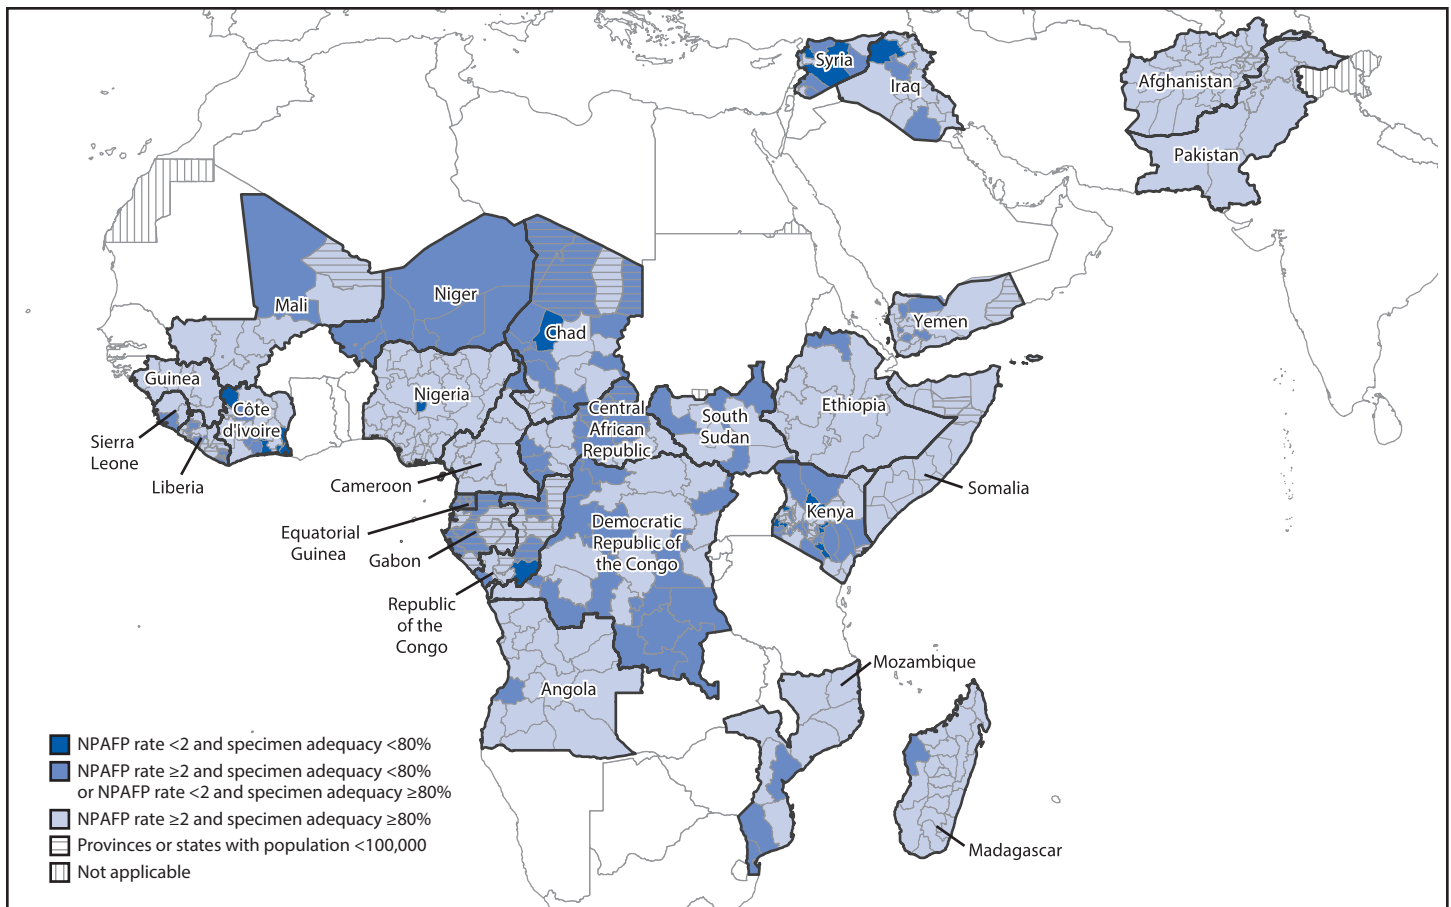 Syria
Iraq
Afghanistan
Pakistan
Mali
Niger
Chad
Yemen
Guinea
Nigeria
Côte
d'Ivoire
Central
African
Republic
South
Sudan
Ethiopia
Sierra
Leone
Liberia
Cameroon
Somalia
Kenya
Equatorial
Guinea
Gabon
Democratic
Republic of
the Congo
Republic
of the
Congo
Mozambique
Angola
Madagascar
NPAFP rate <2 and specimen adequacy <80%
NPAFP rate ≥2 and specimen adequacy <80%
or NPAFP rate <2 and specimen adequacy ≥80%
NPAFP rate ≥2 and specimen adequacy ≥80%
Provinces or states with population <100,000
Not applicable